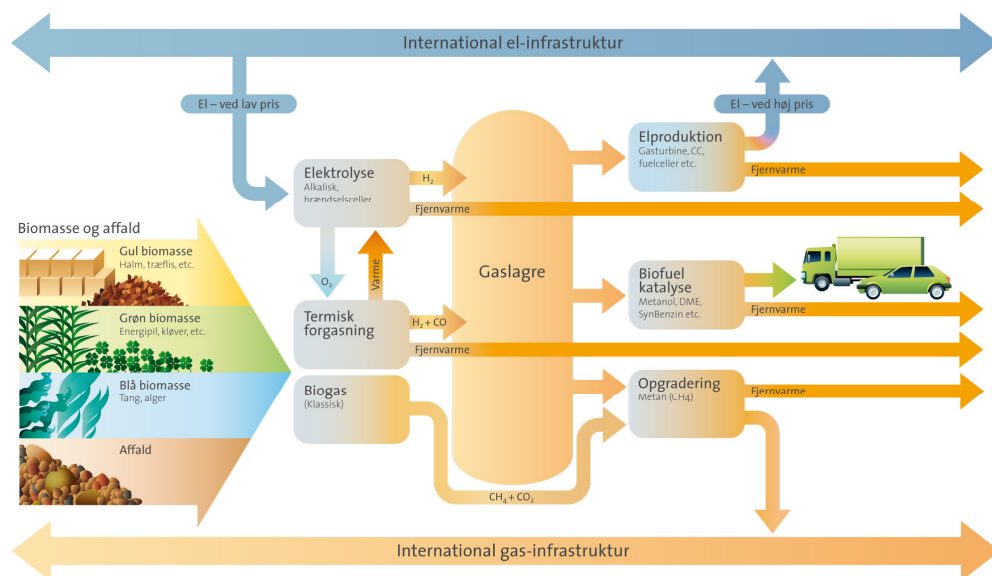 International el-infrastruktur
El – ved lav pris
El – ved høj pris
Elektrolyse
Alkalisk,
brændselsceller
H₂
Fjernvarme
Elproduktion
Gasturbine, CC,
fuelceller etc.
Fjernvarme
Biomasse og affald
Gul biomasse
Halm, træflis, etc.
Grøn biomasse
Energipil, kløver, etc.
Blå biomasse
Tang, alger
Affald
O₂
Varme
Termisk
forgasning
H₂ + CO
Fjernvarme
Biogas
(Klassisk)
CH₄ + CO₂
Gaslagre
Biofuel
katalyse
Metanol, DME,
SynBenzin etc.
Fjernvarme
Opgradering
Metan (CH4)
Fjernvarme
International gas-infrastruktur